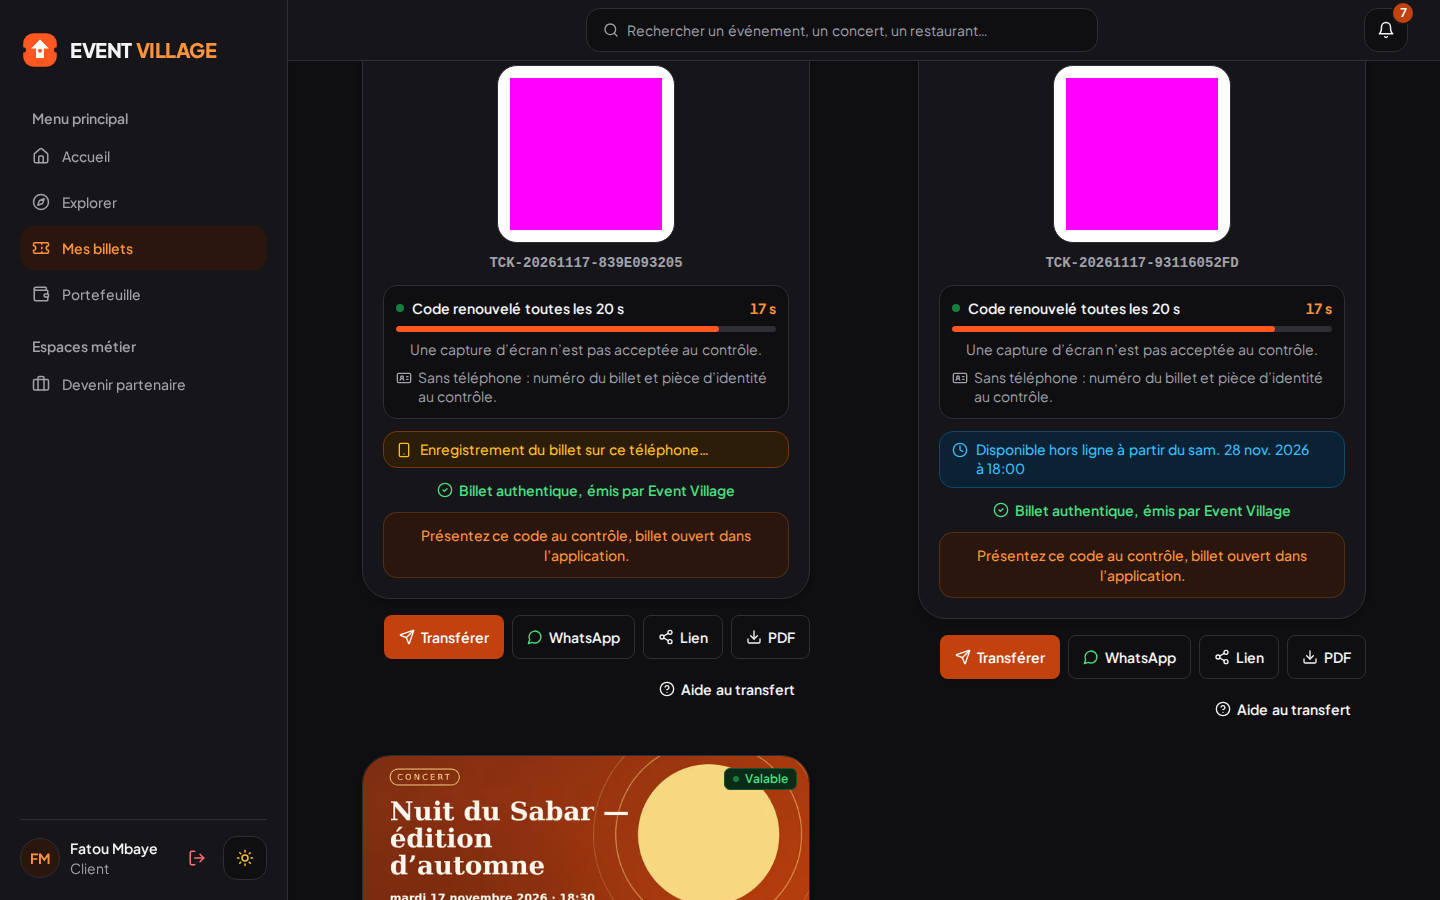 EVENT VILLAGE
Menu principal
Accueil
Explorer
Mes billets
Portefeuille
Espaces métier
Devenir partenaire
FM
Fatou Mbaye
Client
Rechercher un événement, un concert, un restaurant...
7
TCK-20261117-839E093205
Code renouvelé toutes les 20 s
17 s
Une capture d'écran n'est pas acceptée au contrôle.
Sans téléphone : numéro du billet et pièce d'identité
au contrôle.
Enregistrement du billet sur ce téléphone...
Billet authentique, émis par Event Village
Présentez ce code au contrôle, billet ouvert dans
l'application.
Transférer
WhatsApp
Lien
PDF
Aide au transfert
TCK-20261117-93116052FD
Code renouvelé toutes les 20 s
17 s
Une capture d'écran n'est pas acceptée au contrôle.
Sans téléphone : numéro du billet et pièce d'identité
au contrôle.
Disponible hors ligne à partir du sam. 28 nov. 2026
à 18:00
Billet authentique, émis par Event Village
Présentez ce code au contrôle, billet ouvert dans
l'application.
Transférer
WhatsApp
Lien
PDF
Aide au transfert
CONCERT
Valable
Nuit du Sabar —
édition
d'automne
mardi 17 novembre 2026 · 18:30